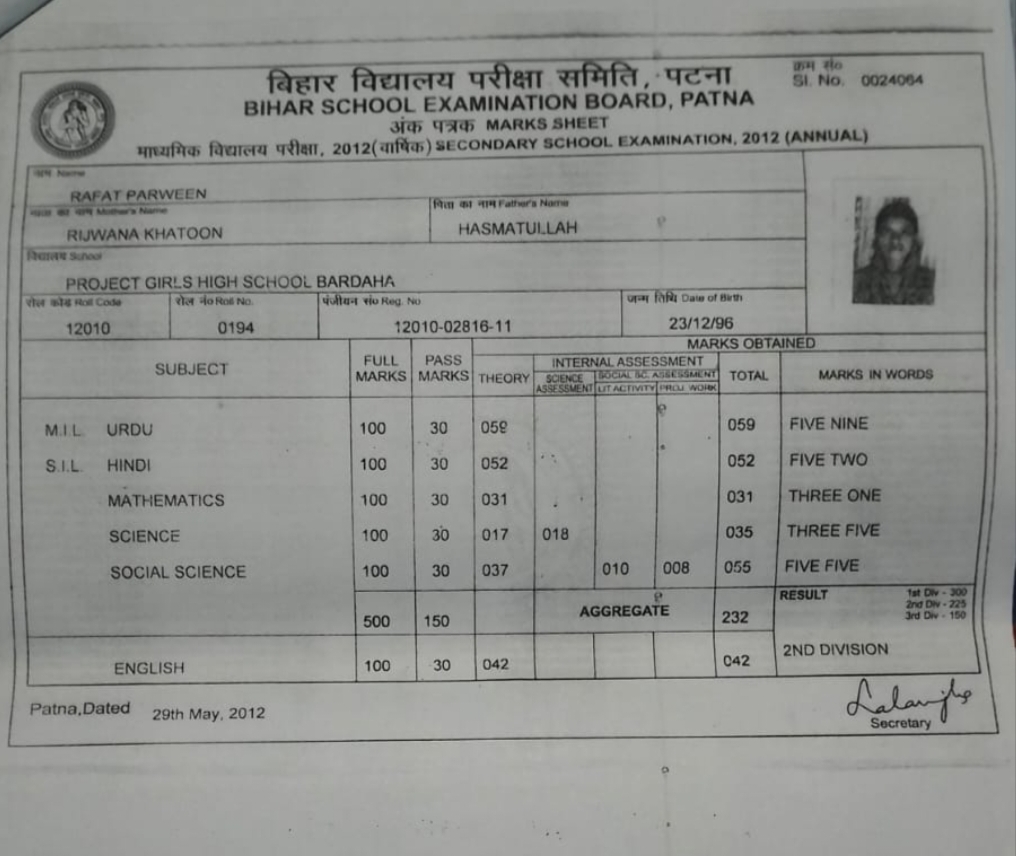 बिहार विद्यालय परीक्षा समिति, पटना
क्रम सं०
Sl. No. 0024064
BIHAR SCHOOL EXAMINATION BOARD, PATNA
अंक पत्रक MARKS SHEET
माध्यमिक विद्यालय परीक्षा, 2012(वार्षिक) SECONDARY SCHOOL EXAMINATION, 2012 (ANNUAL)
नाम Name
RAFAT PARWEEN
माता का नाम Mother's Name पिता का नाम Father's Name
RIJWANA KHATOON HASMATULLAH
विद्यालय School
PROJECT GIRLS HIGH SCHOOL BARDAHA
रोल कोड Roll Code रोल नं० Roll No. पंजीयन सं० Reg. No जन्म तिथि Date of Birth
12010 0194 12010-02816-11 23/12/96
MARKS OBTAINED
SUBJECT FULL MARKS PASS MARKS THEORY INTERNAL ASSESSMENT TOTAL MARKS IN WORDS
SCIENCE ASSESSMENT SOCIAL SC. ASSESSMENT
LIT ACTIVITY PROJ. WORK
M.I.L. URDU 100 30 059 059 FIVE NINE
S.I.L. HINDI 100 30 052 052 FIVE TWO
MATHEMATICS 100 30 031 031 THREE ONE
SCIENCE 100 30 017 018 035 THREE FIVE
SOCIAL SCIENCE 100 30 037 010 008 055 FIVE FIVE
500 150 AGGREGATE 232 RESULT 1st Div - 300
2nd Div - 225
3rd Div - 150
ENGLISH 100 30 042 042 2ND DIVISION
Patna,Dated 29th May, 2012
Secretary